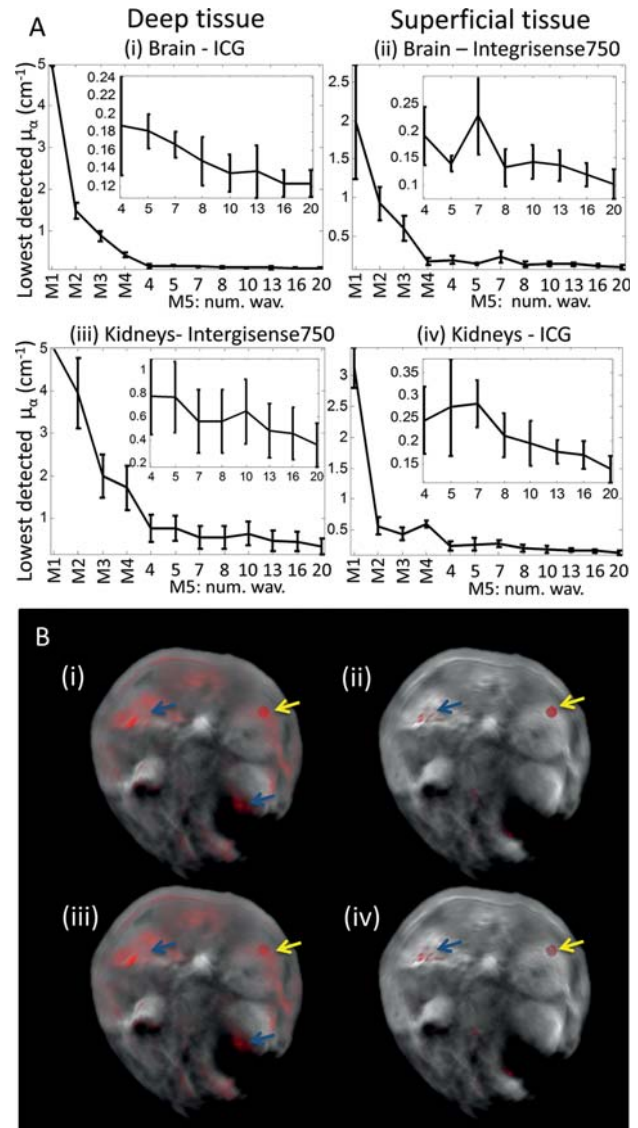 A
Deep tissue
Superficial tissue
(i) Brain - ICG
(ii) Brain – Integrisense750
Lowest detected μα (cm⁻¹)
5
4
3
2
1
0.24
0.22
0.2
0.18
0.16
0.14
0.12
4 5 7 8 10 13 16 20
M1 M2 M3 M4 4 5 7 8 10 13 16 20
M5: num. wav.
2.5
2
1.5
1
0.5
0.25
0.2
0.15
0.1
4 5 7 8 10 13 16 20
M1 M2 M3 M4 4 5 7 8 10 13 16 20
M5: num. wav.
(iii) Kidneys- Intergisense750
(iv) Kidneys - ICG
Lowest detected μα (cm⁻¹)
5
4
3
2
1
1
0.8
0.6
0.4
0.2
4 5 7 8 10 13 16 20
M1 M2 M3 M4 4 5 7 8 10 13 16 20
M5: num. wav.
3
2.5
2
1.5
1
0.5
0.35
0.3
0.25
0.2
0.15
4 5 7 8 10 13 16 20
M1 M2 M3 M4 4 5 7 8 10 13 16 20
M5: num. wav.
B
(i)
(ii)
(iii)
(iv)